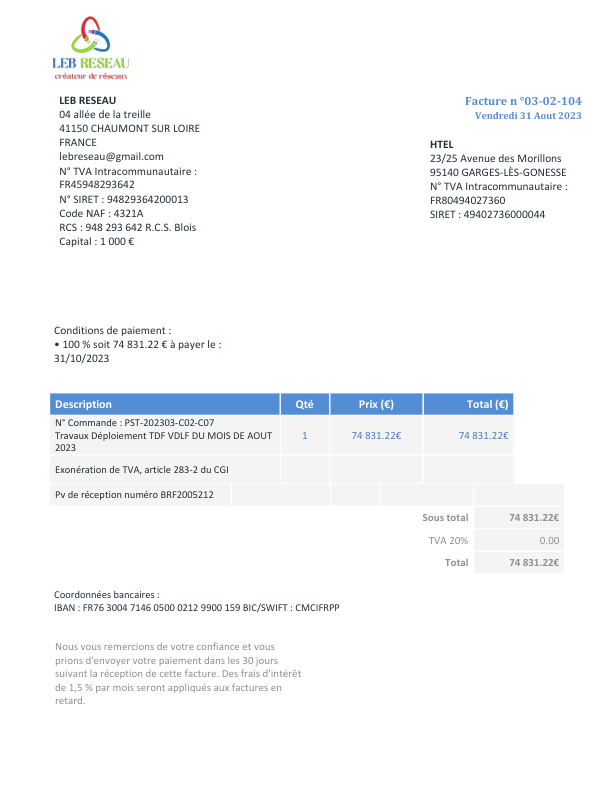 LEB RESEAU
créateur de réseaux
LEB RESEAU
04 allée de la treille
41150 CHAUMONT SUR LOIRE
FRANCE
lebreseau@gmail.com
N° TVA Intracommunautaire :
FR45948293642
N° SIRET : 94829364200013
Code NAF : 4321A
RCS : 948 293 642 R.C.S. Blois
Capital : 1 000 €
Facture n °03-02-104
Vendredi 31 Aout 2023
HTEL
23/25 Avenue des Morillons
95140 GARGES-LÈS-GONESSE
N° TVA Intracommunautaire :
FR80494027360
SIRET : 49402736000044
Conditions de paiement :
• 100 % soit 74 831.22 € à payer le :
31/10/2023
Description Qté Prix (€) Total (€)
N° Commande : PST-202303-C02-C07
Travaux Déploiement TDF VDLF DU MOIS DE AOUT 1 74 831.22€ 74 831.22€
2023
Exonération de TVA, article 283-2 du CGI
Pv de réception numéro BRF2005212
Sous total 74 831.22€
TVA 20% 0.00
Total 74 831.22€
Coordonnées bancaires :
IBAN : FR76 3004 7146 0500 0212 9900 159 BIC/SWIFT : CMCIFRPP
Nous vous remercions de votre confiance et vous
prions d'envoyer votre paiement dans les 30 jours
suivant la réception de cette facture. Des frais d'intérêt
de 1,5 % par mois seront appliqués aux factures en
retard.